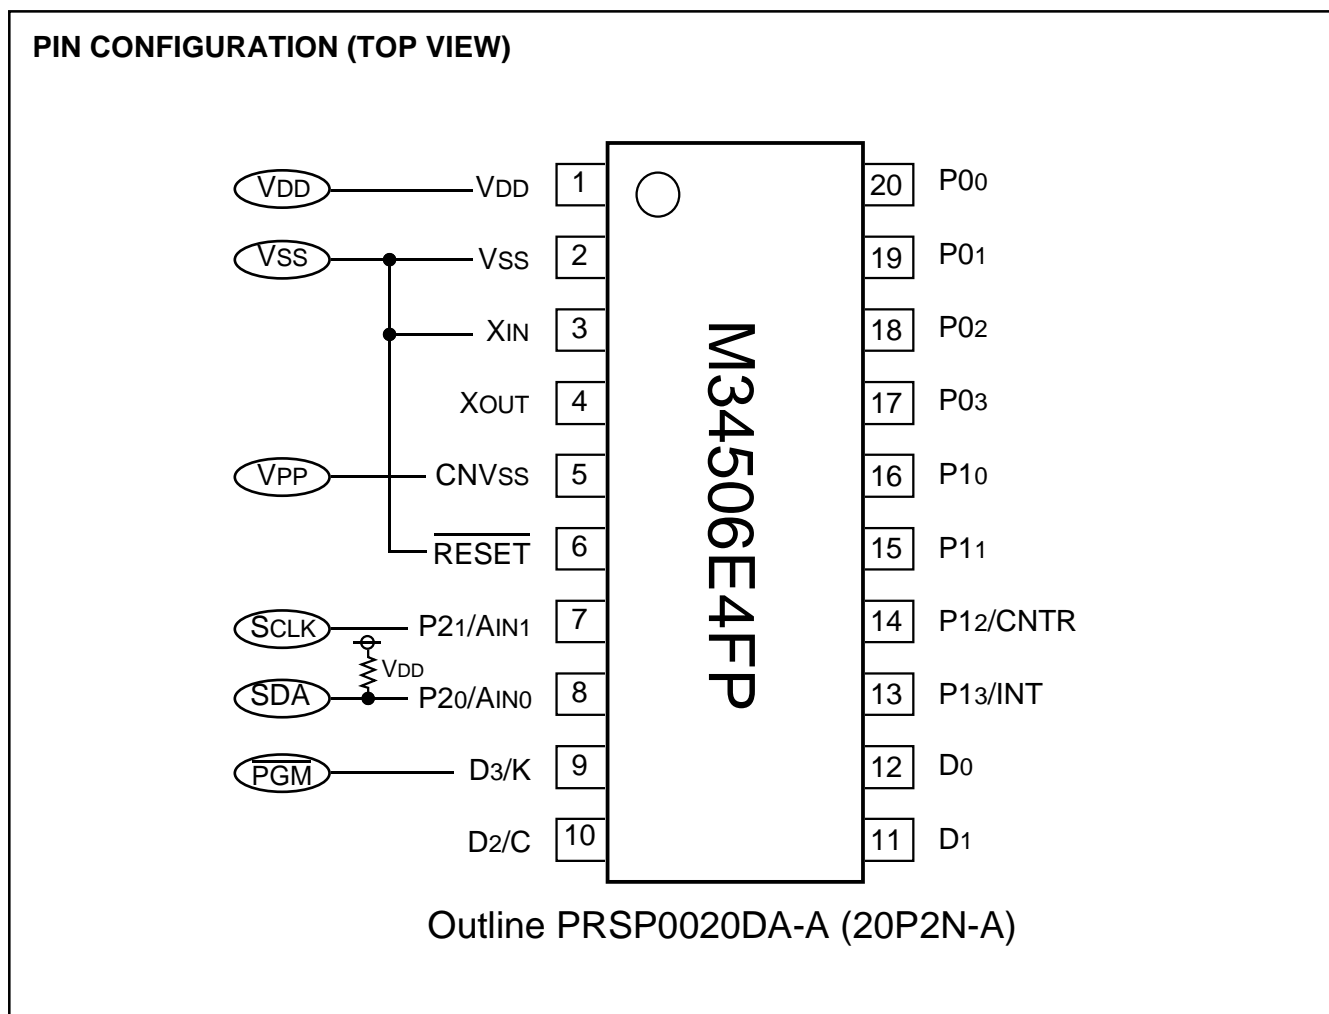 PIN CONFIGURATION (TOP VIEW)
VDD VDD 1 20 P00
VSS VSS 2 19 P01
XIN 3 18 P02
XOUT 4 17 P03
VPP CNVSS 5 16 P10
RESET 6 15 P11
SCLK P21/AIN1 7 14 P12/CNTR
VDD
SDA P20/AIN0 8 13 P13/INT
PGM D3/K 9 12 D0
D2/C 10 11 D1
M34506E4FP
Outline PRSP0020DA-A (20P2N-A)